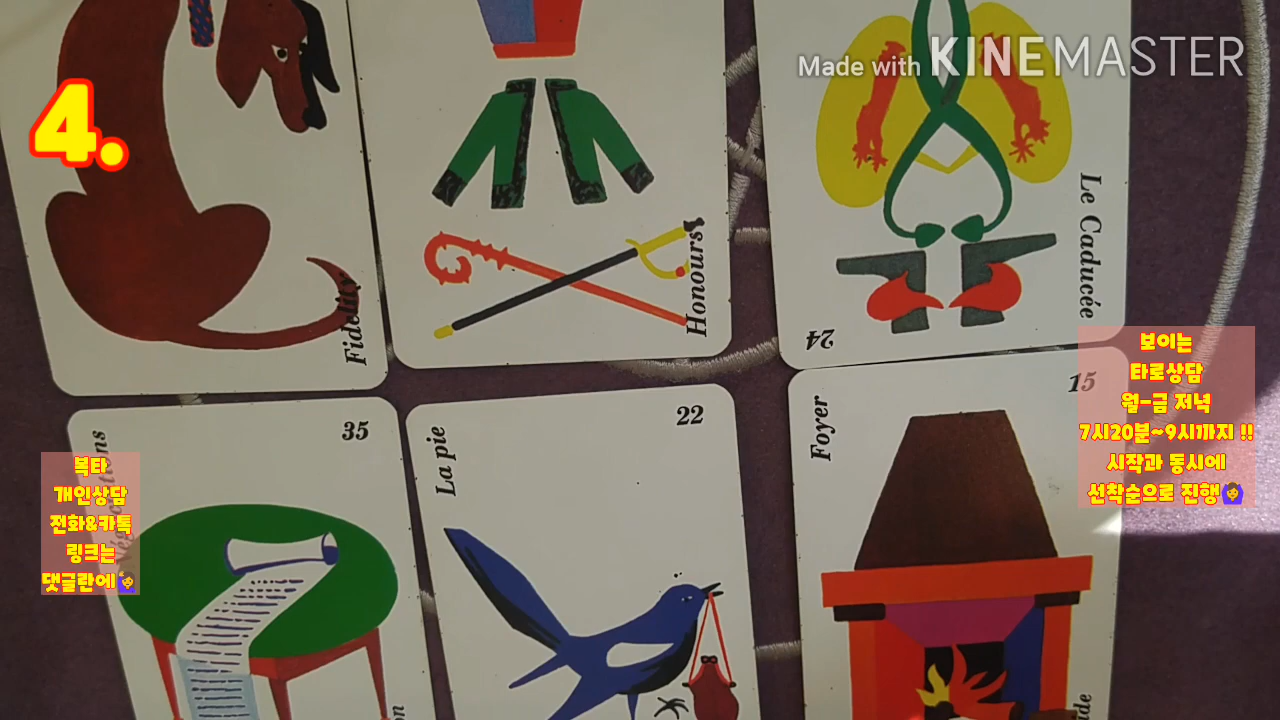 4.
Made with KINEMASTER
Fidelity
Honours
Le Caducée
24
보이는
타로상담
월-금 저녁
7시20분~9시까지 !!
시작과 동시에
선착순으로 진행🙆‍♀️
35
La pie
22
Foyer
15
복타
개인상담
전화&카톡
링크는
댓글란에🙋‍♀️